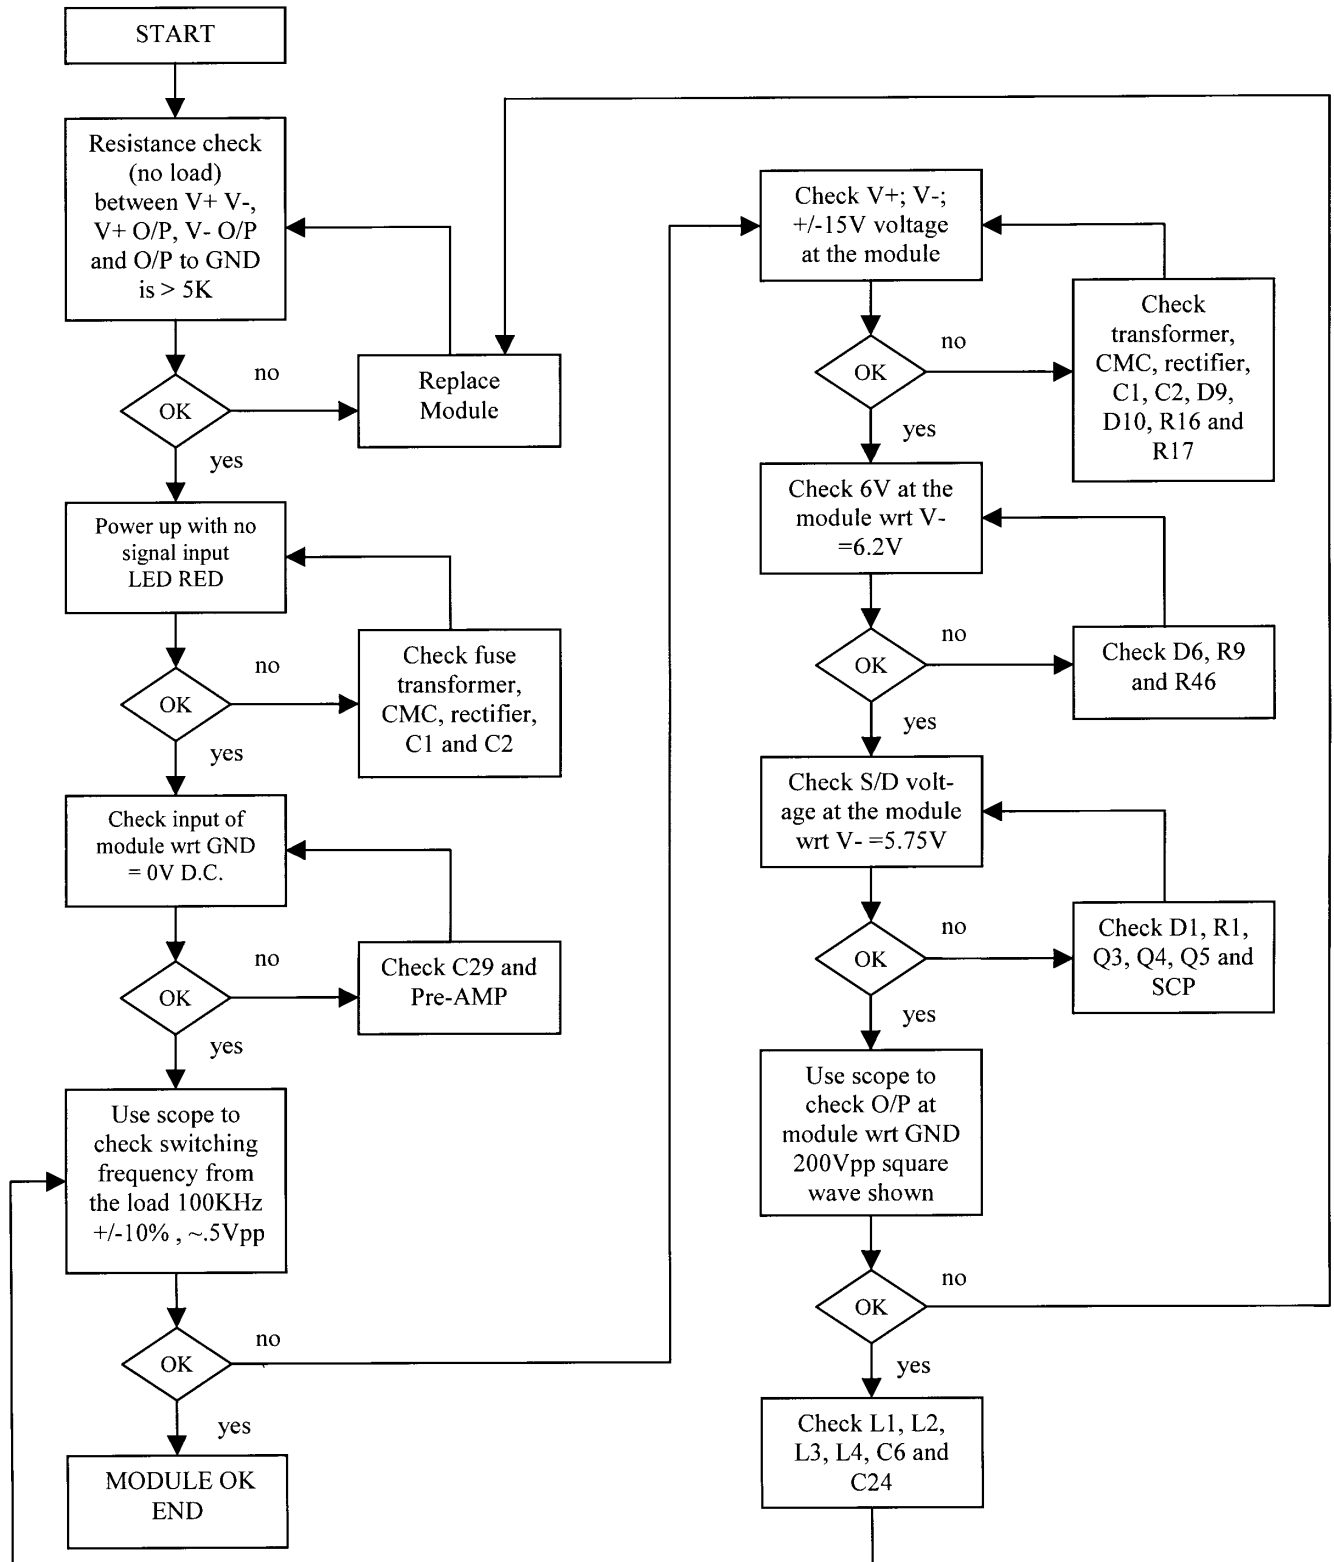 START
Resistance check
(no load)
between V+ V-,
V+ O/P, V- O/P
and O/P to GND
is > 5K
OK
no
yes
Replace
Module
Power up with no
signal input
LED RED
OK
no
yes
Check fuse
transformer,
CMC, rectifier,
C1 and C2
Check input of
module wrt GND
= 0V D.C.
OK
no
yes
Check C29 and
Pre-AMP
Use scope to
check switching
frequency from
the load 100KHz
+/-10% , ~.5Vpp
OK
no
yes
MODULE OK
END
Check V+; V-;
+/-15V voltage
at the module
OK
no
yes
Check
transformer,
CMC, rectifier,
C1, C2, D9,
D10, R16 and
R17
Check 6V at the
module wrt V-
=6.2V
OK
no
yes
Check D6, R9
and R46
Check S/D volt-
age at the module
wrt V- =5.75V
OK
no
yes
Check D1, R1,
Q3, Q4, Q5 and
SCP
Use scope to
check O/P at
module wrt GND
200Vpp square
wave shown
OK
no
yes
Check L1, L2,
L3, L4, C6 and
C24